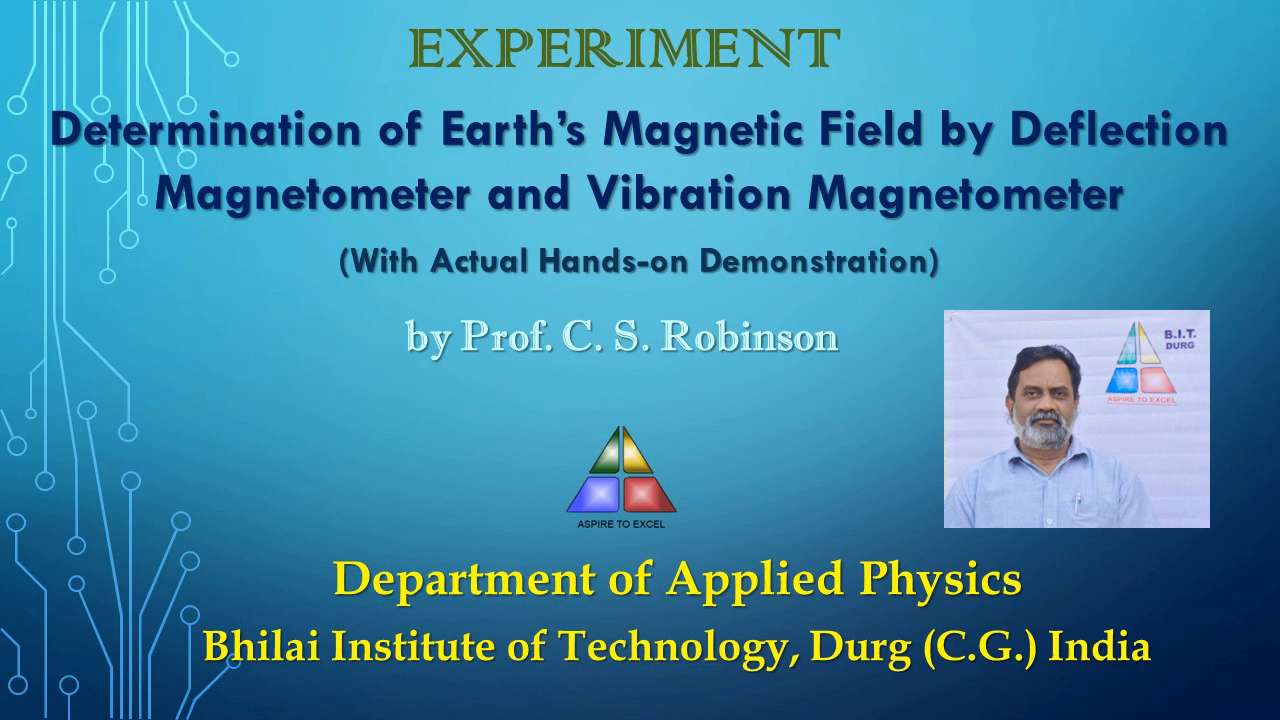 EXPERIMENT
Determination of Earth’s Magnetic Field by Deflection
Magnetometer and Vibration Magnetometer
(With Actual Hands-on Demonstration)
by Prof. C. S. Robinson
B.I.T.
DURG
ASPIRE TO EXCEL
ASPIRE TO EXCEL
Department of Applied Physics
Bhilai Institute of Technology, Durg (C.G.) India